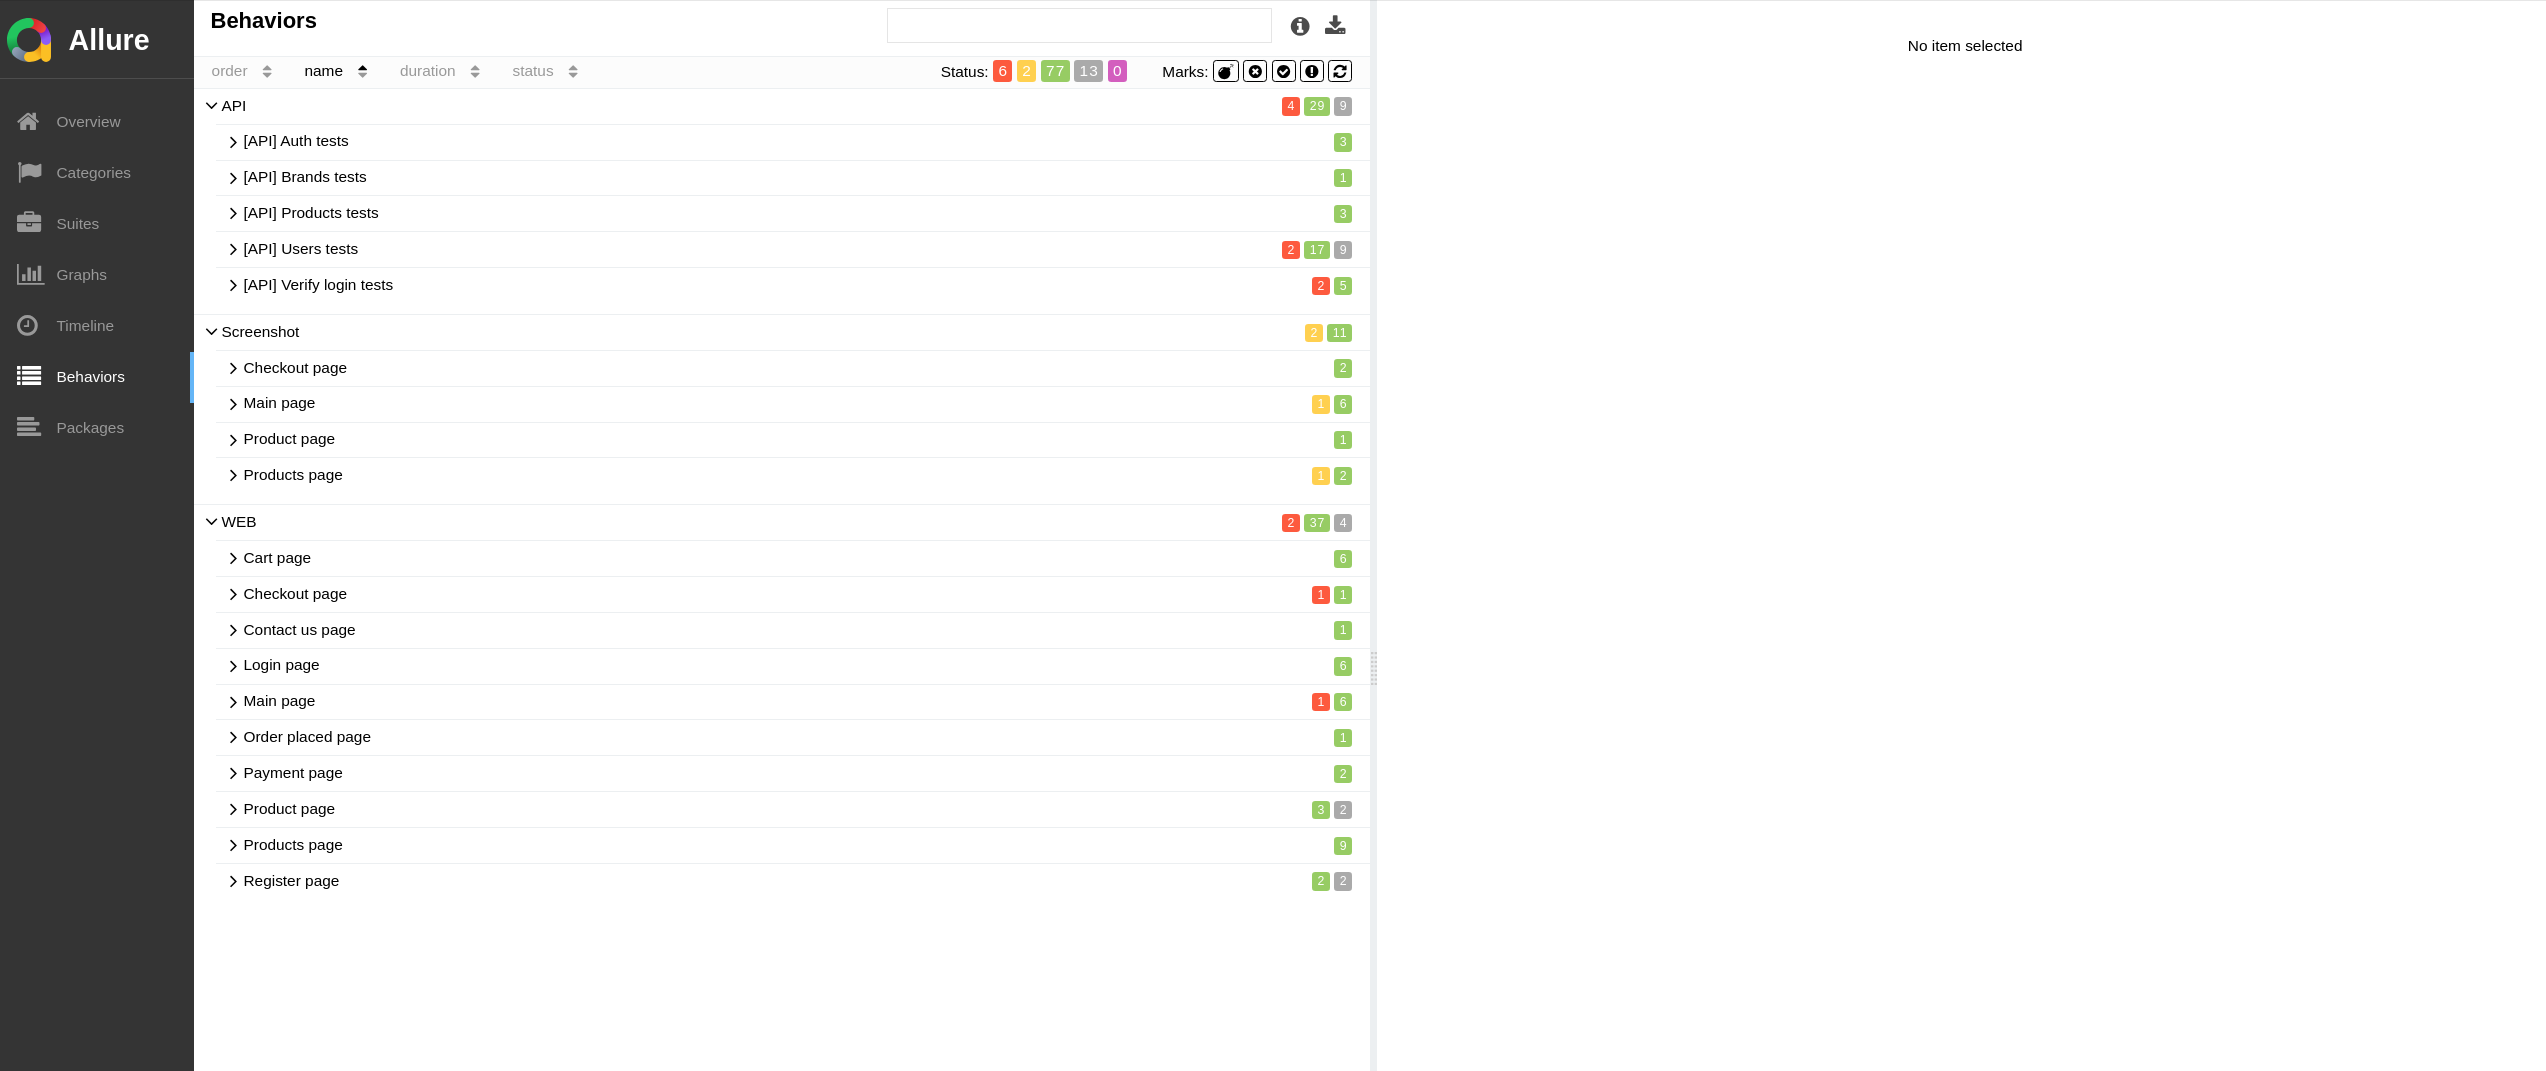 Allure
Overview
Categories
Suites
Graphs
Timeline
Behaviors
Packages
Behaviors
order name duration status Status: 6 2 77 13 0 Marks:
API 4 29 9
[API] Auth tests 3
[API] Brands tests 1
[API] Products tests 3
[API] Users tests 2 17 9
[API] Verify login tests 2 5
Screenshot 2 11
Checkout page 2
Main page 1 6
Product page 1
Products page 1 2
WEB 2 37 4
Cart page 6
Checkout page 1 1
Contact us page 1
Login page 6
Main page 1 6
Order placed page 1
Payment page 2
Product page 3 2
Products page 9
Register page 2 2
No item selected